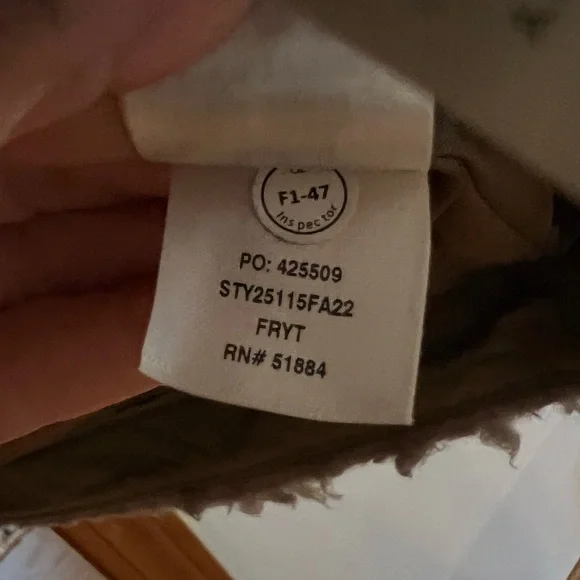 F1-47
Inspector
PO: 425509
STY25115FA22
FRYT
RN# 51884